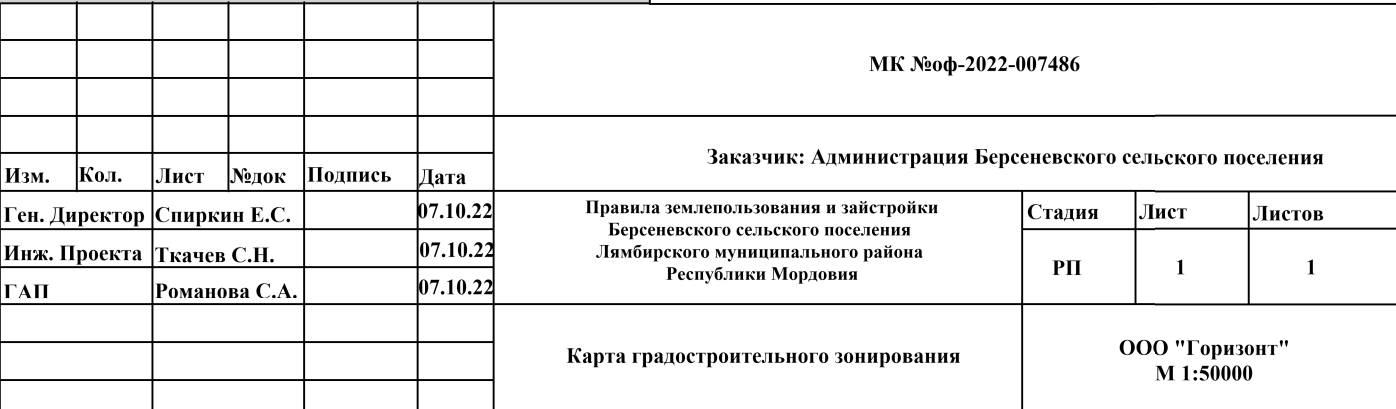 МК №оф-2022-007486
Заказчик: Администрация Берсеневского сельского поселения
Изм. Кол. Лист №док Подпись Дата
Ген. Директор Спиркин Е.С. 07.10.22
Инж. Проекта Ткачев С.Н. 07.10.22
ГАП Романова С.А. 07.10.22
Правила землепользования и зайстройки
Берсеневского сельского поселения
Лямбирского муниципального района
Республики Мордовия
Стадия Лист Листов
РП 1 1
Карта градостроительного зонирования
ООО "Горизонт"
М 1:50000